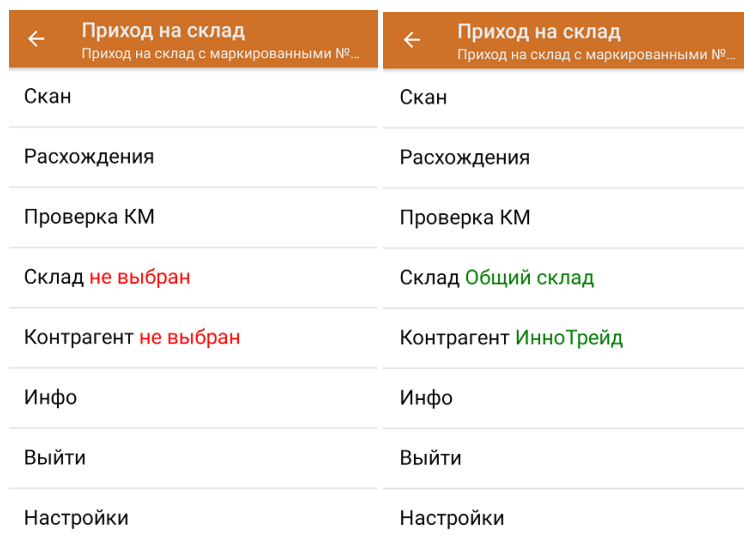 Приход на склад
Приход на склад с маркированными №...
Скан
Расхождения
Проверка КМ
Склад не выбран
Контрагент не выбран
Инфо
Выйти
Настройки
Приход на склад
Приход на склад с маркированными №...
Скан
Расхождения
Проверка КМ
Склад Общий склад
Контрагент ИнноТрейд
Инфо
Выйти
Настройки